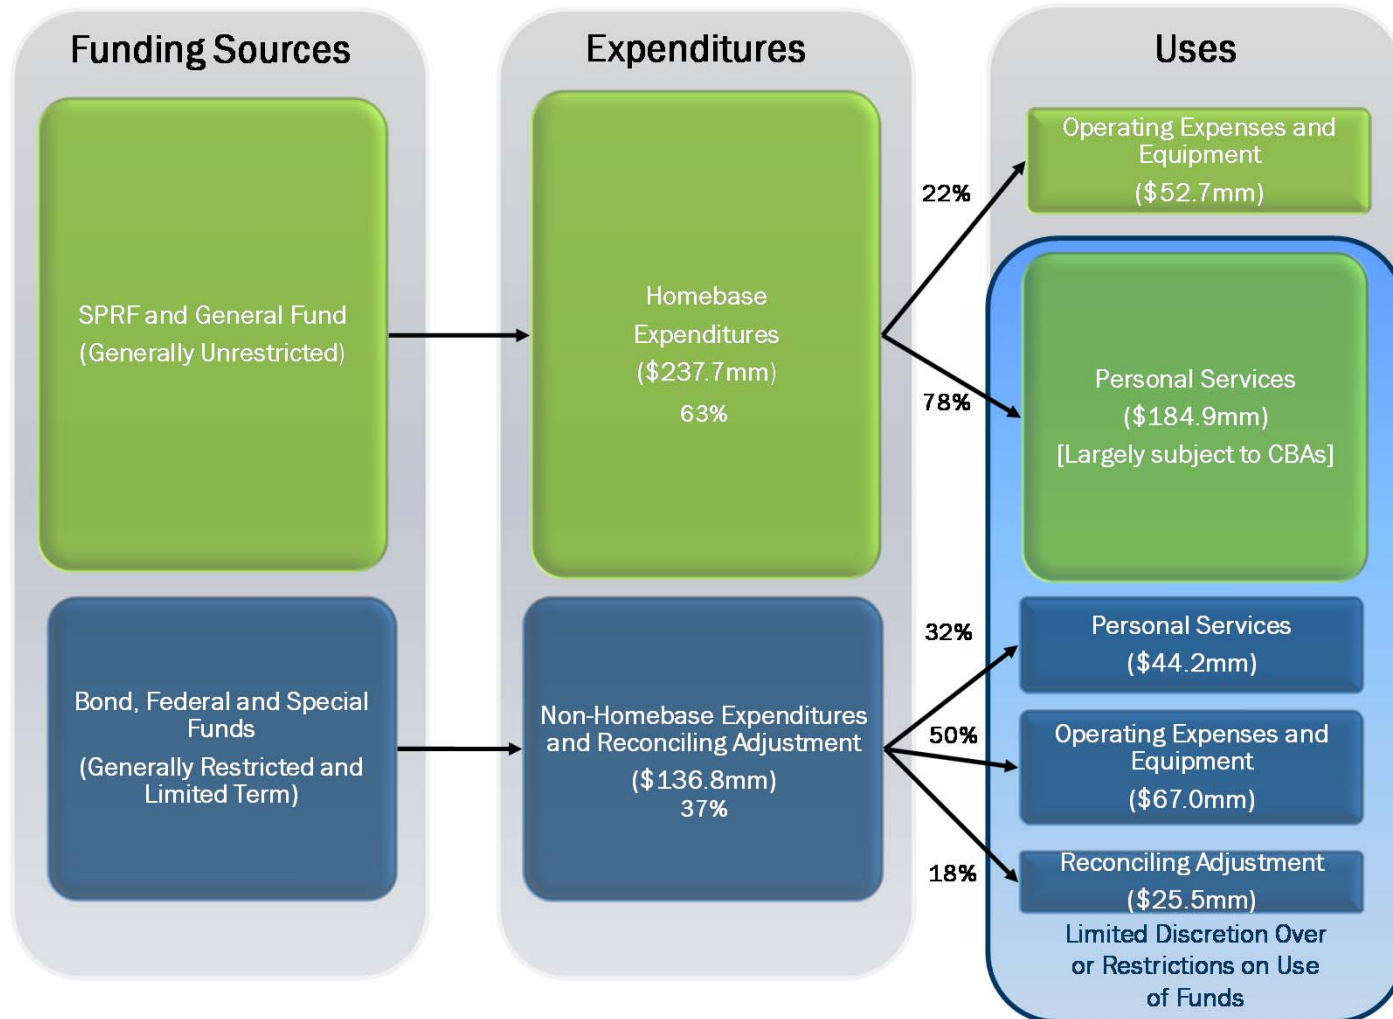 Funding Sources
SPRF and General Fund
(Generally Unrestricted)
Bond, Federal and Special
Funds
(Generally Restricted and
Limited Term)
Expenditures
Homebase
Expenditures
($237.7mm)
63%
Non-Homebase Expenditures
and Reconciling Adjustment
($136.8mm)
37%
22%
78%
32%
50%
18%
Uses
Operating Expenses and
Equipment
($52.7mm)
Personal Services
($184.9mm)
[Largely subject to CBAs]
Personal Services
($44.2mm)
Operating Expenses and
Equipment
($67.0mm)
Reconciling Adjustment
($25.5mm)
Limited Discretion Over
or Restrictions on Use
of Funds